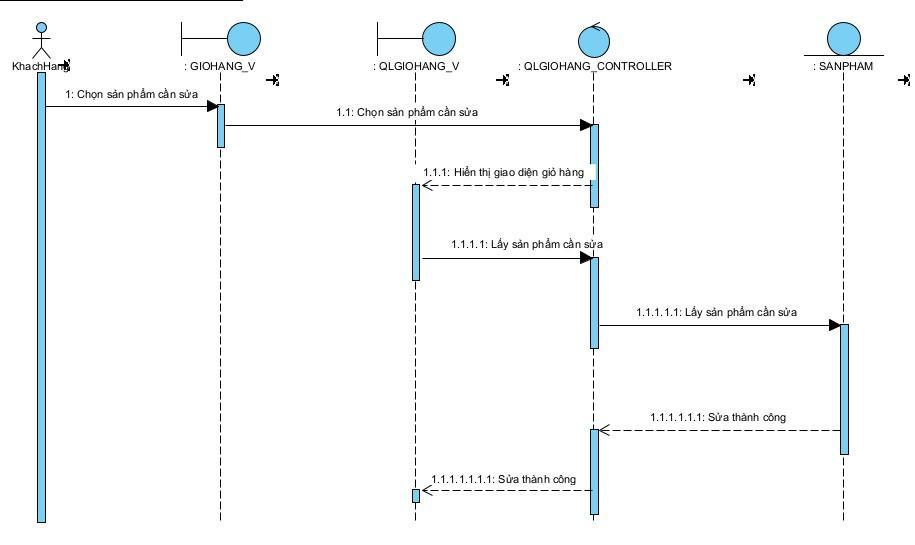 KhachHang
: GIOHANG_V
: QLGIOHANG_V
: QLGIOHANG_CONTROLLER
: SANPHAM
1: Chọn sản phẩm cần sửa
1.1: Chọn sản phẩm cần sửa
1.1.1: Hiển thị giao diện giỏ hàng
1.1.1.1: Lấy sản phẩm cần sửa
1.1.1.1.1: Lấy sản phẩm cần sửa
1.1.1.1.1.1: Sửa thành công
1.1.1.1.1.1.1: Sửa thành công